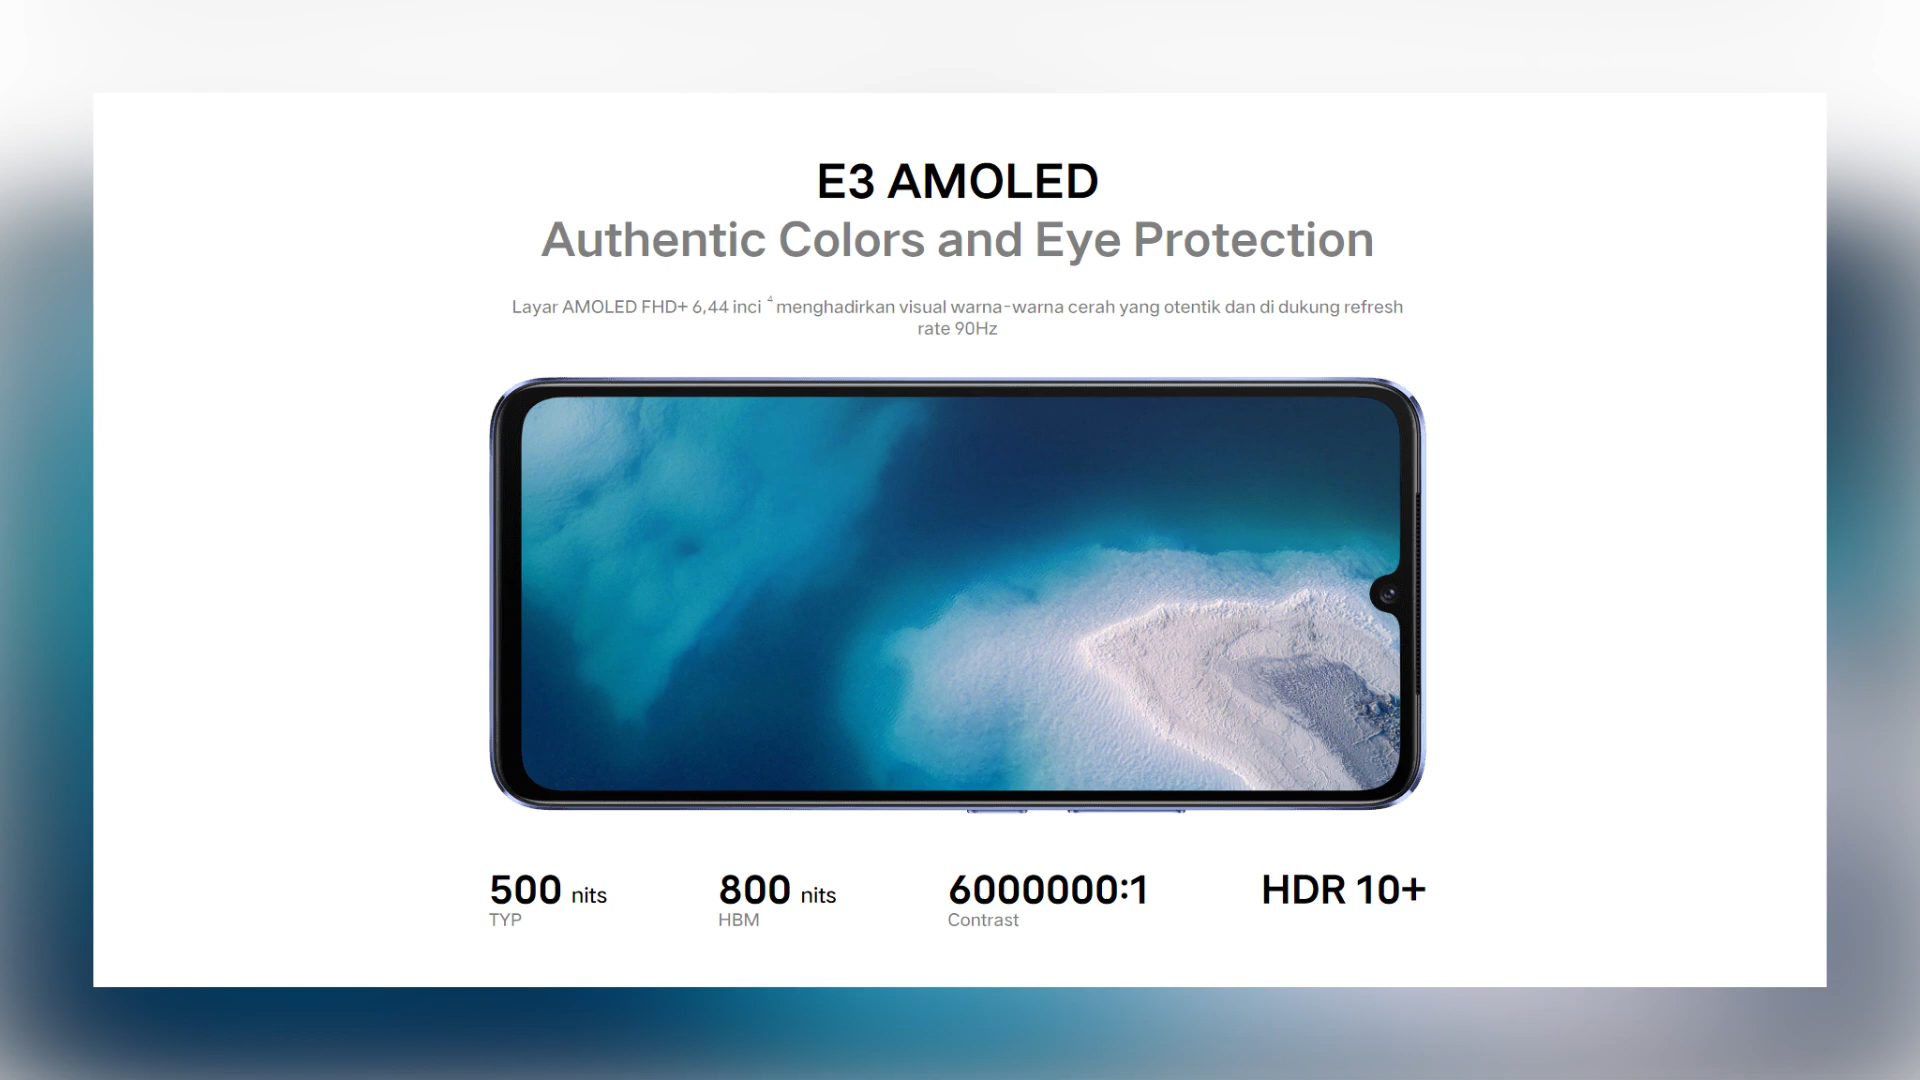 E3 AMOLED
Authentic Colors and Eye Protection
Layar AMOLED FHD+ 6,44 inci ⁴ menghadirkan visual warna-warna cerah yang otentik dan di dukung refresh
rate 90Hz
500 nits
TYP
800 nits
HBM
6000000:1
Contrast
HDR 10+